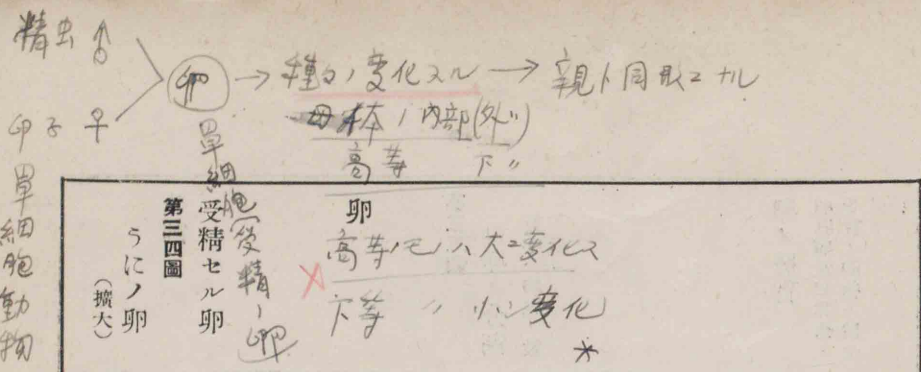 精虫 ♂
卵子 ♀
卵 → 種々ノ変化スル → 親ト同形ニナル
母体ノ内部(外〃)
高等 下〃
単細胞(受精ノ卵)
単細胞動物
卵
高等ノモノハ大ニ変化ス
下等 〃 小ニ変化
*
受精セル卵
第三四圖
うにノ卵
(擴大)